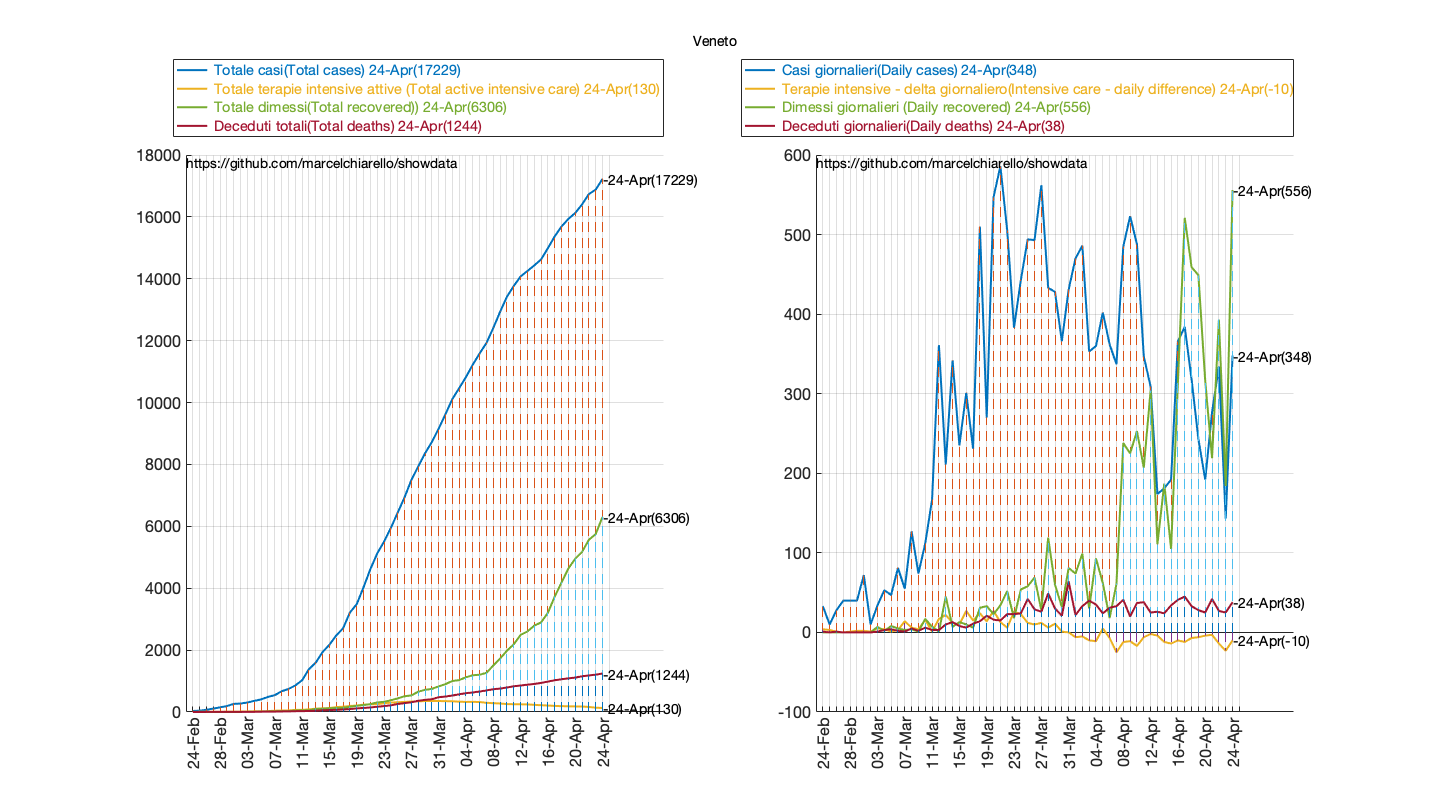 Veneto
Totale casi(Total cases) 24-Apr(17229)
Totale terapie intensive attive (Total active intensive care) 24-Apr(130)
Totale dimessi(Total recovered)) 24-Apr(6306)
Deceduti totali(Total deaths) 24-Apr(1244)
https://github.com/marcelchiarello/showdata
18000
16000
14000
12000
10000
8000
6000
4000
2000
0
-24-Apr(17229)
-24-Apr(6306)
-24-Apr(1244)
-24-Apr(130)
24-Feb
28-Feb
03-Mar
07-Mar
11-Mar
15-Mar
19-Mar
23-Mar
27-Mar
31-Mar
04-Apr
08-Apr
12-Apr
16-Apr
20-Apr
24-Apr
Casi giornalieri(Daily cases) 24-Apr(348)
Terapie intensive - delta giornaliero(Intensive care - daily difference) 24-Apr(-10)
Dimessi giornalieri (Daily recovered) 24-Apr(556)
Deceduti giornalieri(Daily deaths) 24-Apr(38)
https://github.com/marcelchiarello/showdata
600
500
400
300
200
100
0
-100
-24-Apr(556)
-24-Apr(348)
-24-Apr(38)
-24-Apr(-10)
24-Feb
28-Feb
03-Mar
07-Mar
11-Mar
15-Mar
19-Mar
23-Mar
27-Mar
31-Mar
04-Apr
08-Apr
12-Apr
16-Apr
20-Apr
24-Apr